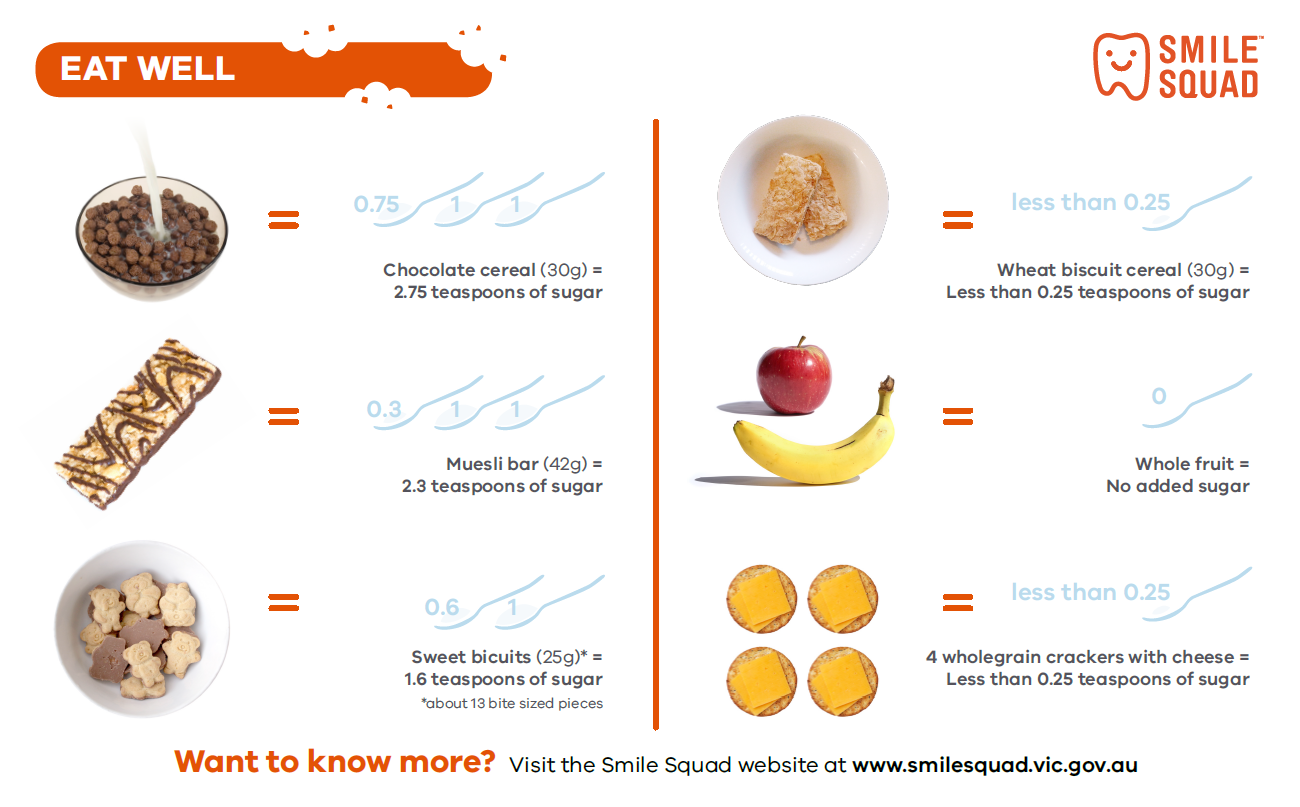 EAT WELL
SMILE™
SQUAD
0.75 1 1
Chocolate cereal (30g) =
2.75 teaspoons of sugar
0.3 1 1
Muesli bar (42g) =
2.3 teaspoons of sugar
0.6 1
Sweet bicuits (25g)* =
1.6 teaspoons of sugar
*about 13 bite sized pieces
less than 0.25
Wheat biscuit cereal (30g) =
Less than 0.25 teaspoons of sugar
0
Whole fruit =
No added sugar
less than 0.25
4 wholegrain crackers with cheese =
Less than 0.25 teaspoons of sugar
Want to know more? Visit the Smile Squad website at www.smilesquad.vic.gov.au